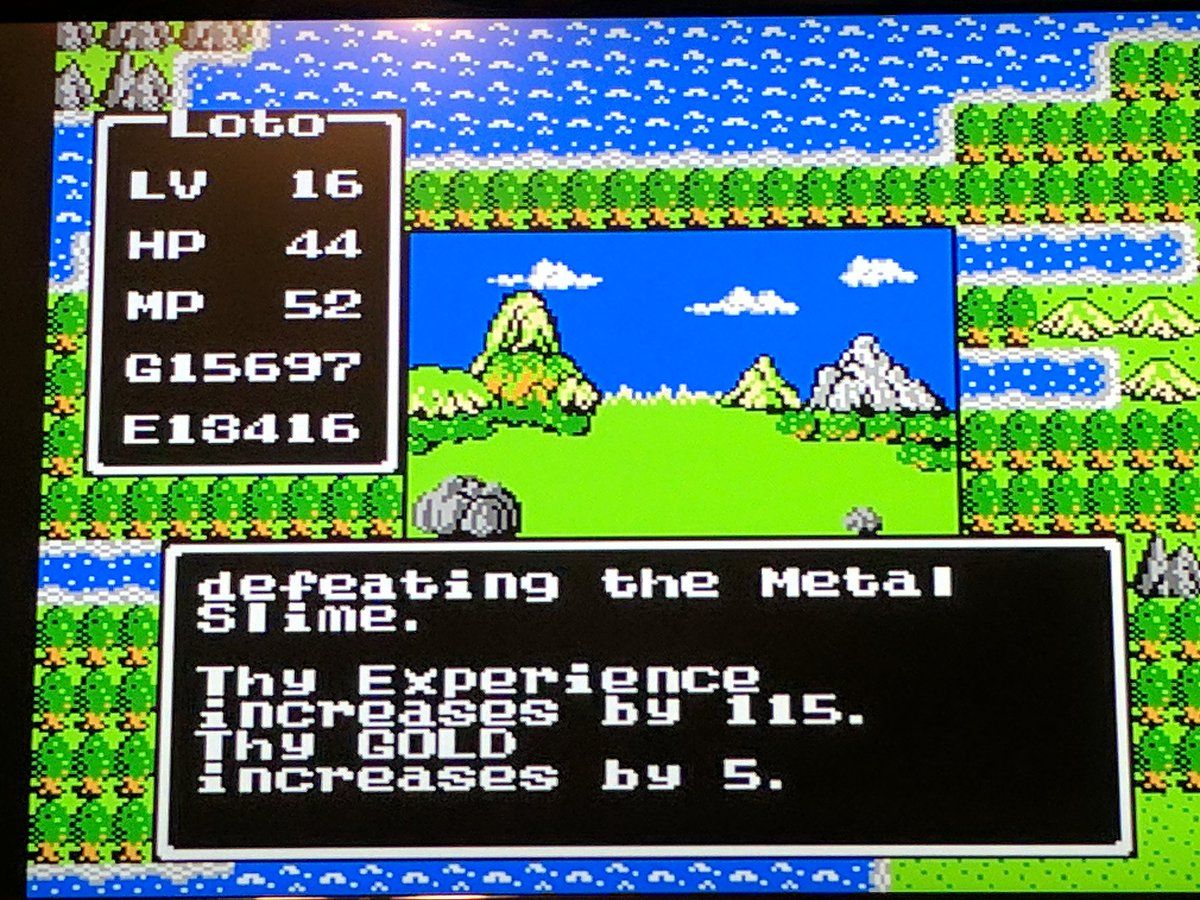 Loto
LV 16
HP 44
MP 52
G15697
E13416
defeating the Metal
Slime.
Thy Experience
increases by 115.
Thy GOLD
increases by 5.